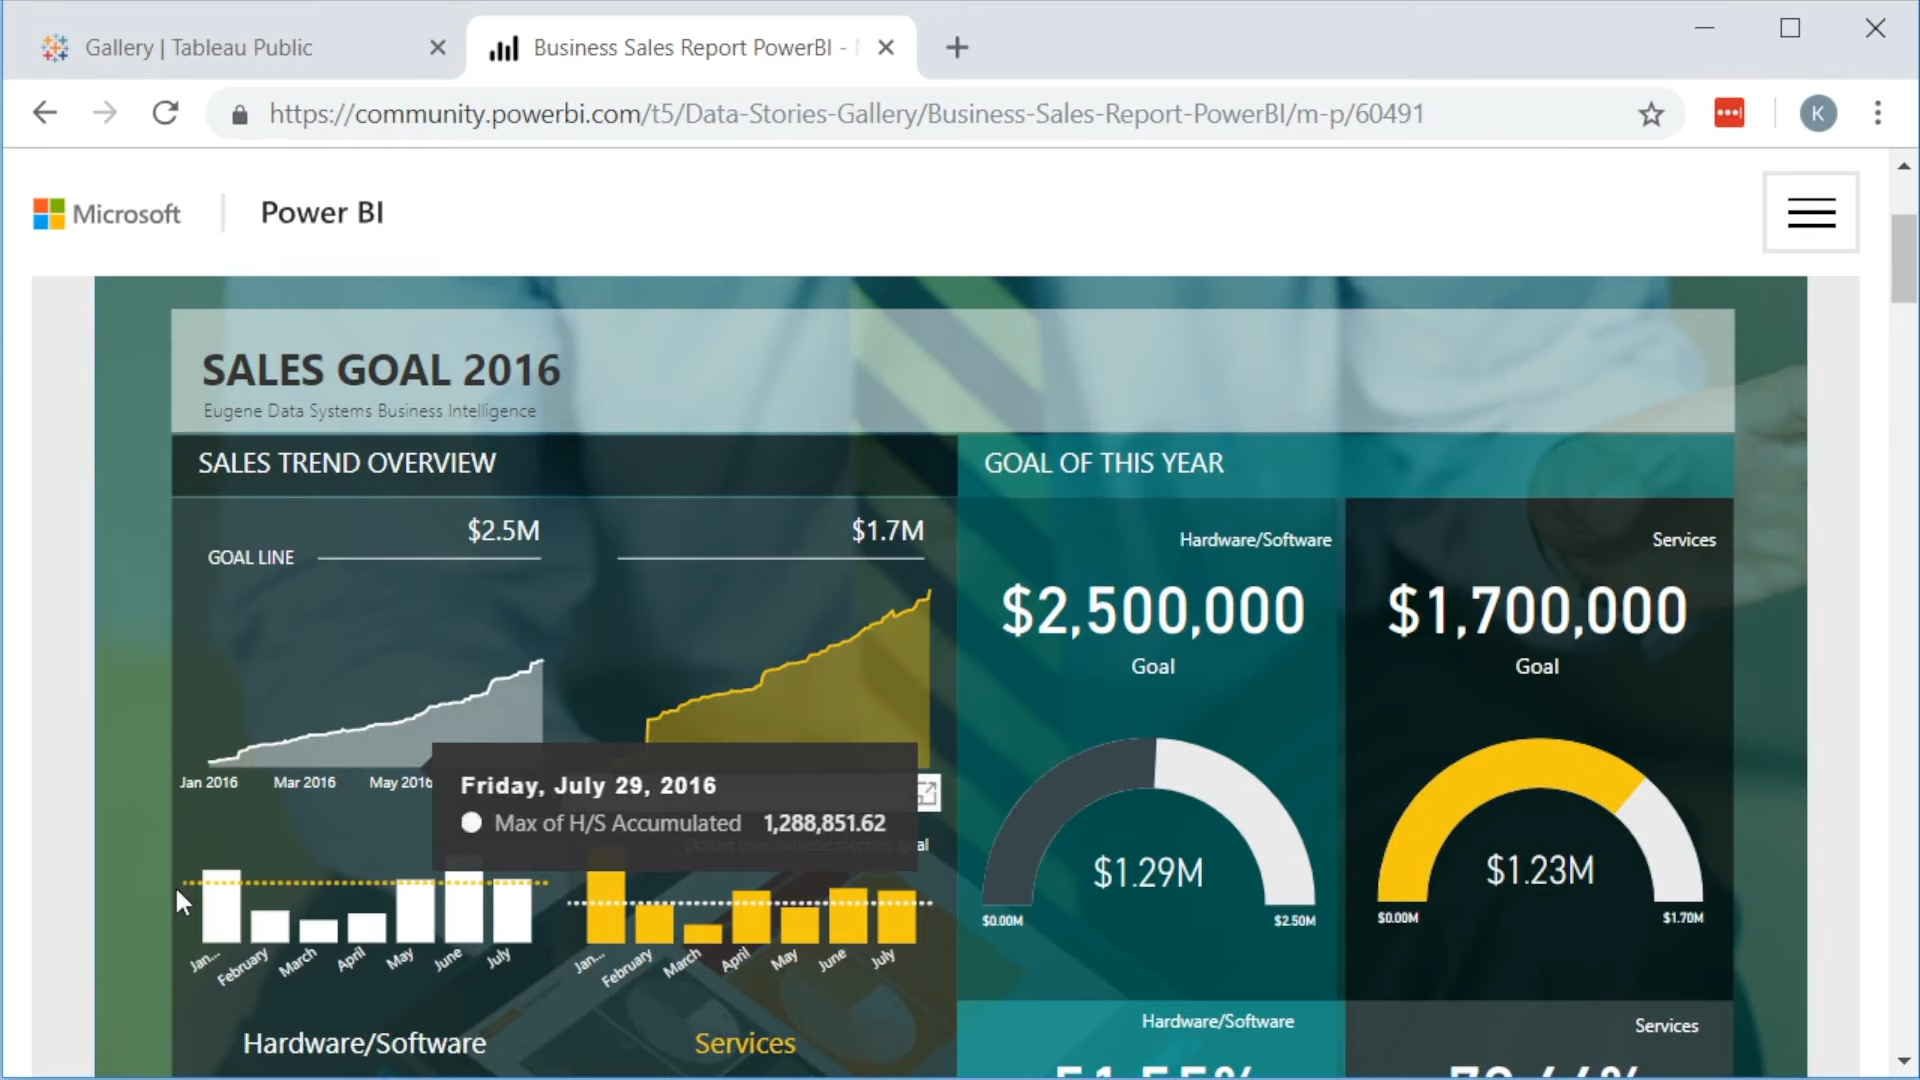 Gallery | Tableau Public
Business Sales Report PowerBI -
https://community.powerbi.com/t5/Data-Stories-Gallery/Business-Sales-Report-PowerBI/m-p/60491
K
Microsoft
Power BI
SALES GOAL 2016
Eugene Data Systems Business Intelligence
SALES TREND OVERVIEW
GOAL OF THIS YEAR
$2.5M
$1.7M
GOAL LINE
Hardware/Software
Services
$2,500,000
$1,700,000
Goal
Goal
Jan 2016
Mar 2016
May 2016
Friday, July 29, 2016
Max of H/S Accumulated 1,288,851.62
al
$1.29M
$1.23M
$0.00M
$2.50M
$0.00M
$1.70M
Jan...
February
March
April
May
June
July
Jan...
February
March
April
May
June
July
Hardware/Software
Services
Hardware/Software
Services